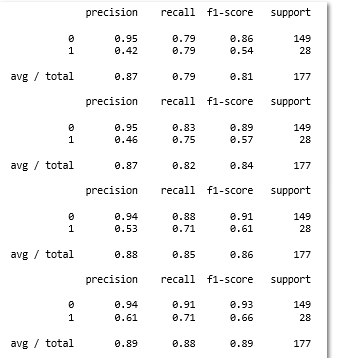 precision recall f1-score support
0 0.95 0.79 0.86 149
1 0.42 0.79 0.54 28
avg / total 0.87 0.79 0.81 177
precision recall f1-score support
0 0.95 0.83 0.89 149
1 0.46 0.75 0.57 28
avg / total 0.87 0.82 0.84 177
precision recall f1-score support
0 0.94 0.88 0.91 149
1 0.53 0.71 0.61 28
avg / total 0.88 0.85 0.86 177
precision recall f1-score support
0 0.94 0.91 0.93 149
1 0.61 0.71 0.66 28
avg / total 0.89 0.88 0.89 177